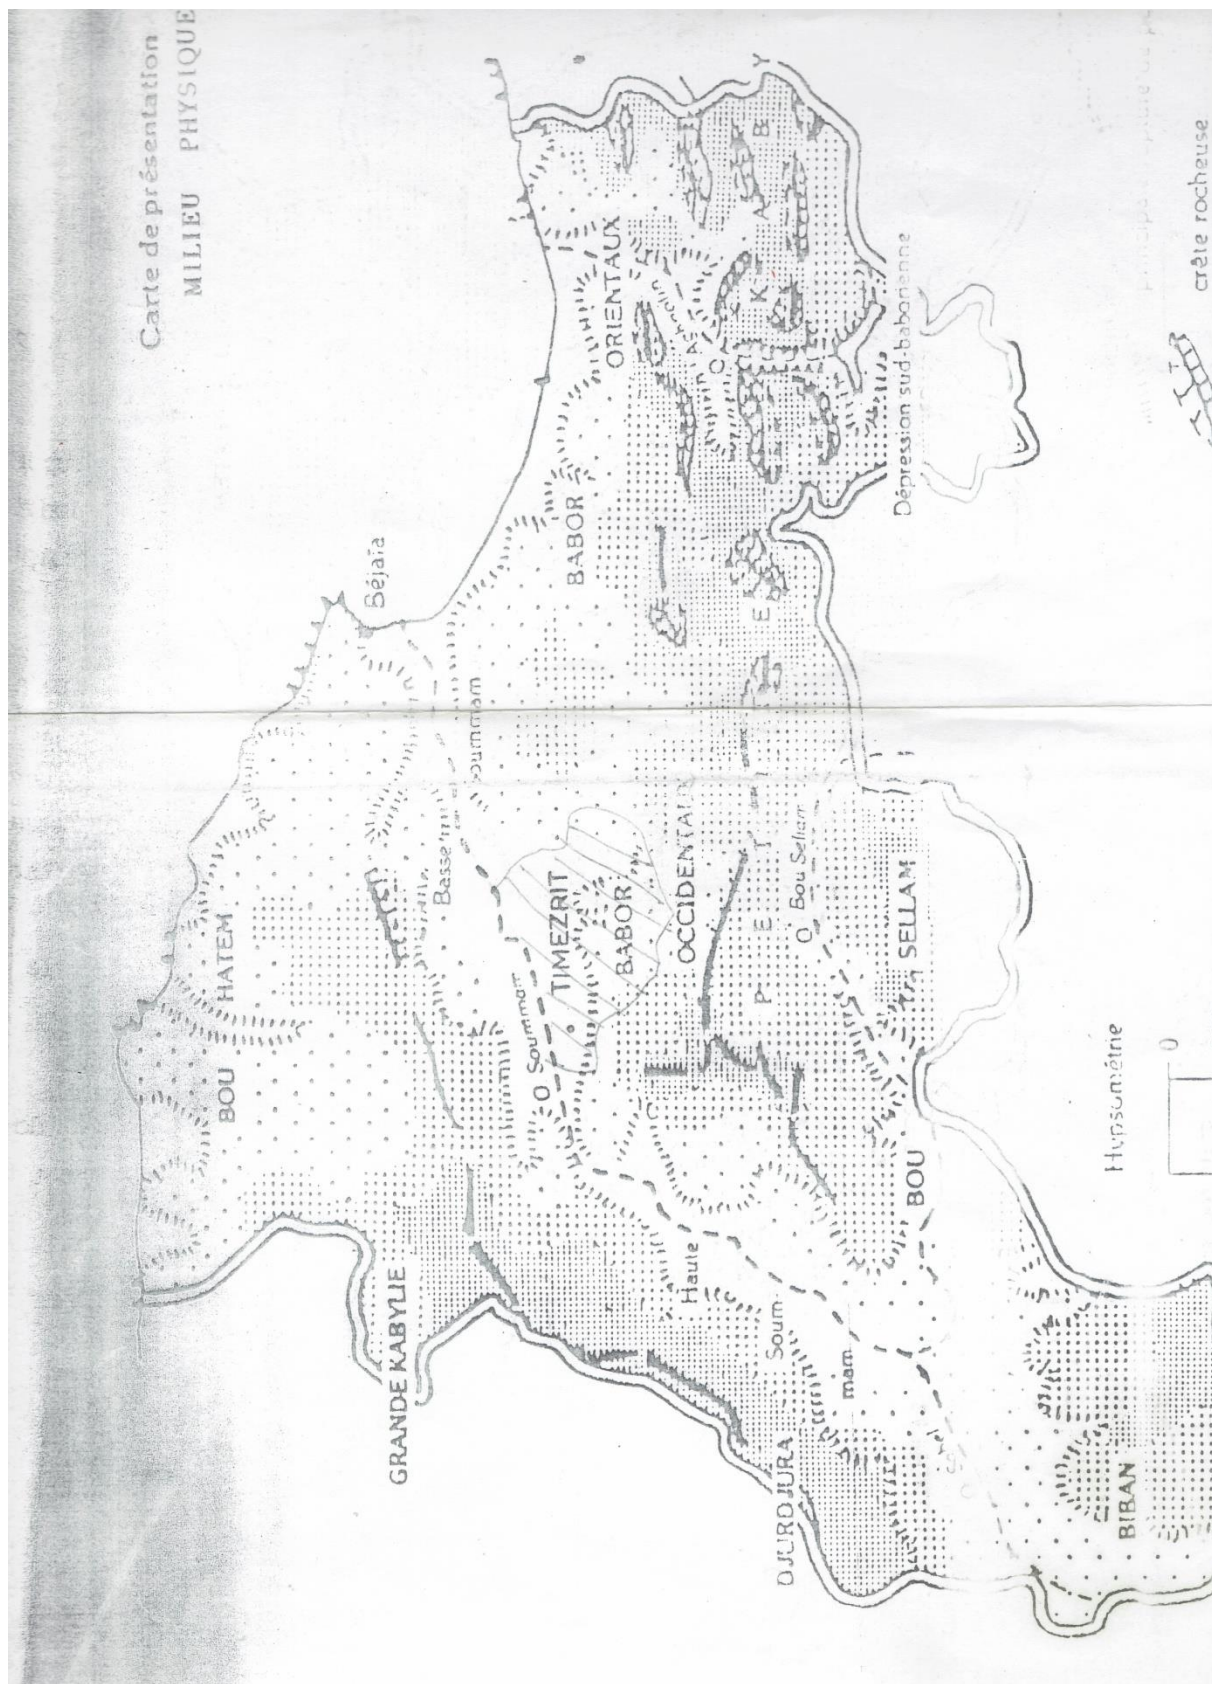 Carte de présentation
MILIEU PHYSIQUE
Béjaïa
BOU HATEM
GRANDE KABYLIE
Basse
Soummam
O Soummam
TIMEZRIT
BABOR
OCCIDENTAUX
BABOR
ORIENTAUX
Haute
Soum
mam
DJURDJURA
P E T I T E
K A B Y
O Bou Sellam
BOU
SELLAM
BIBAN
Dépression sud-baborienne
Hypsométrie
0
crête rocheuse